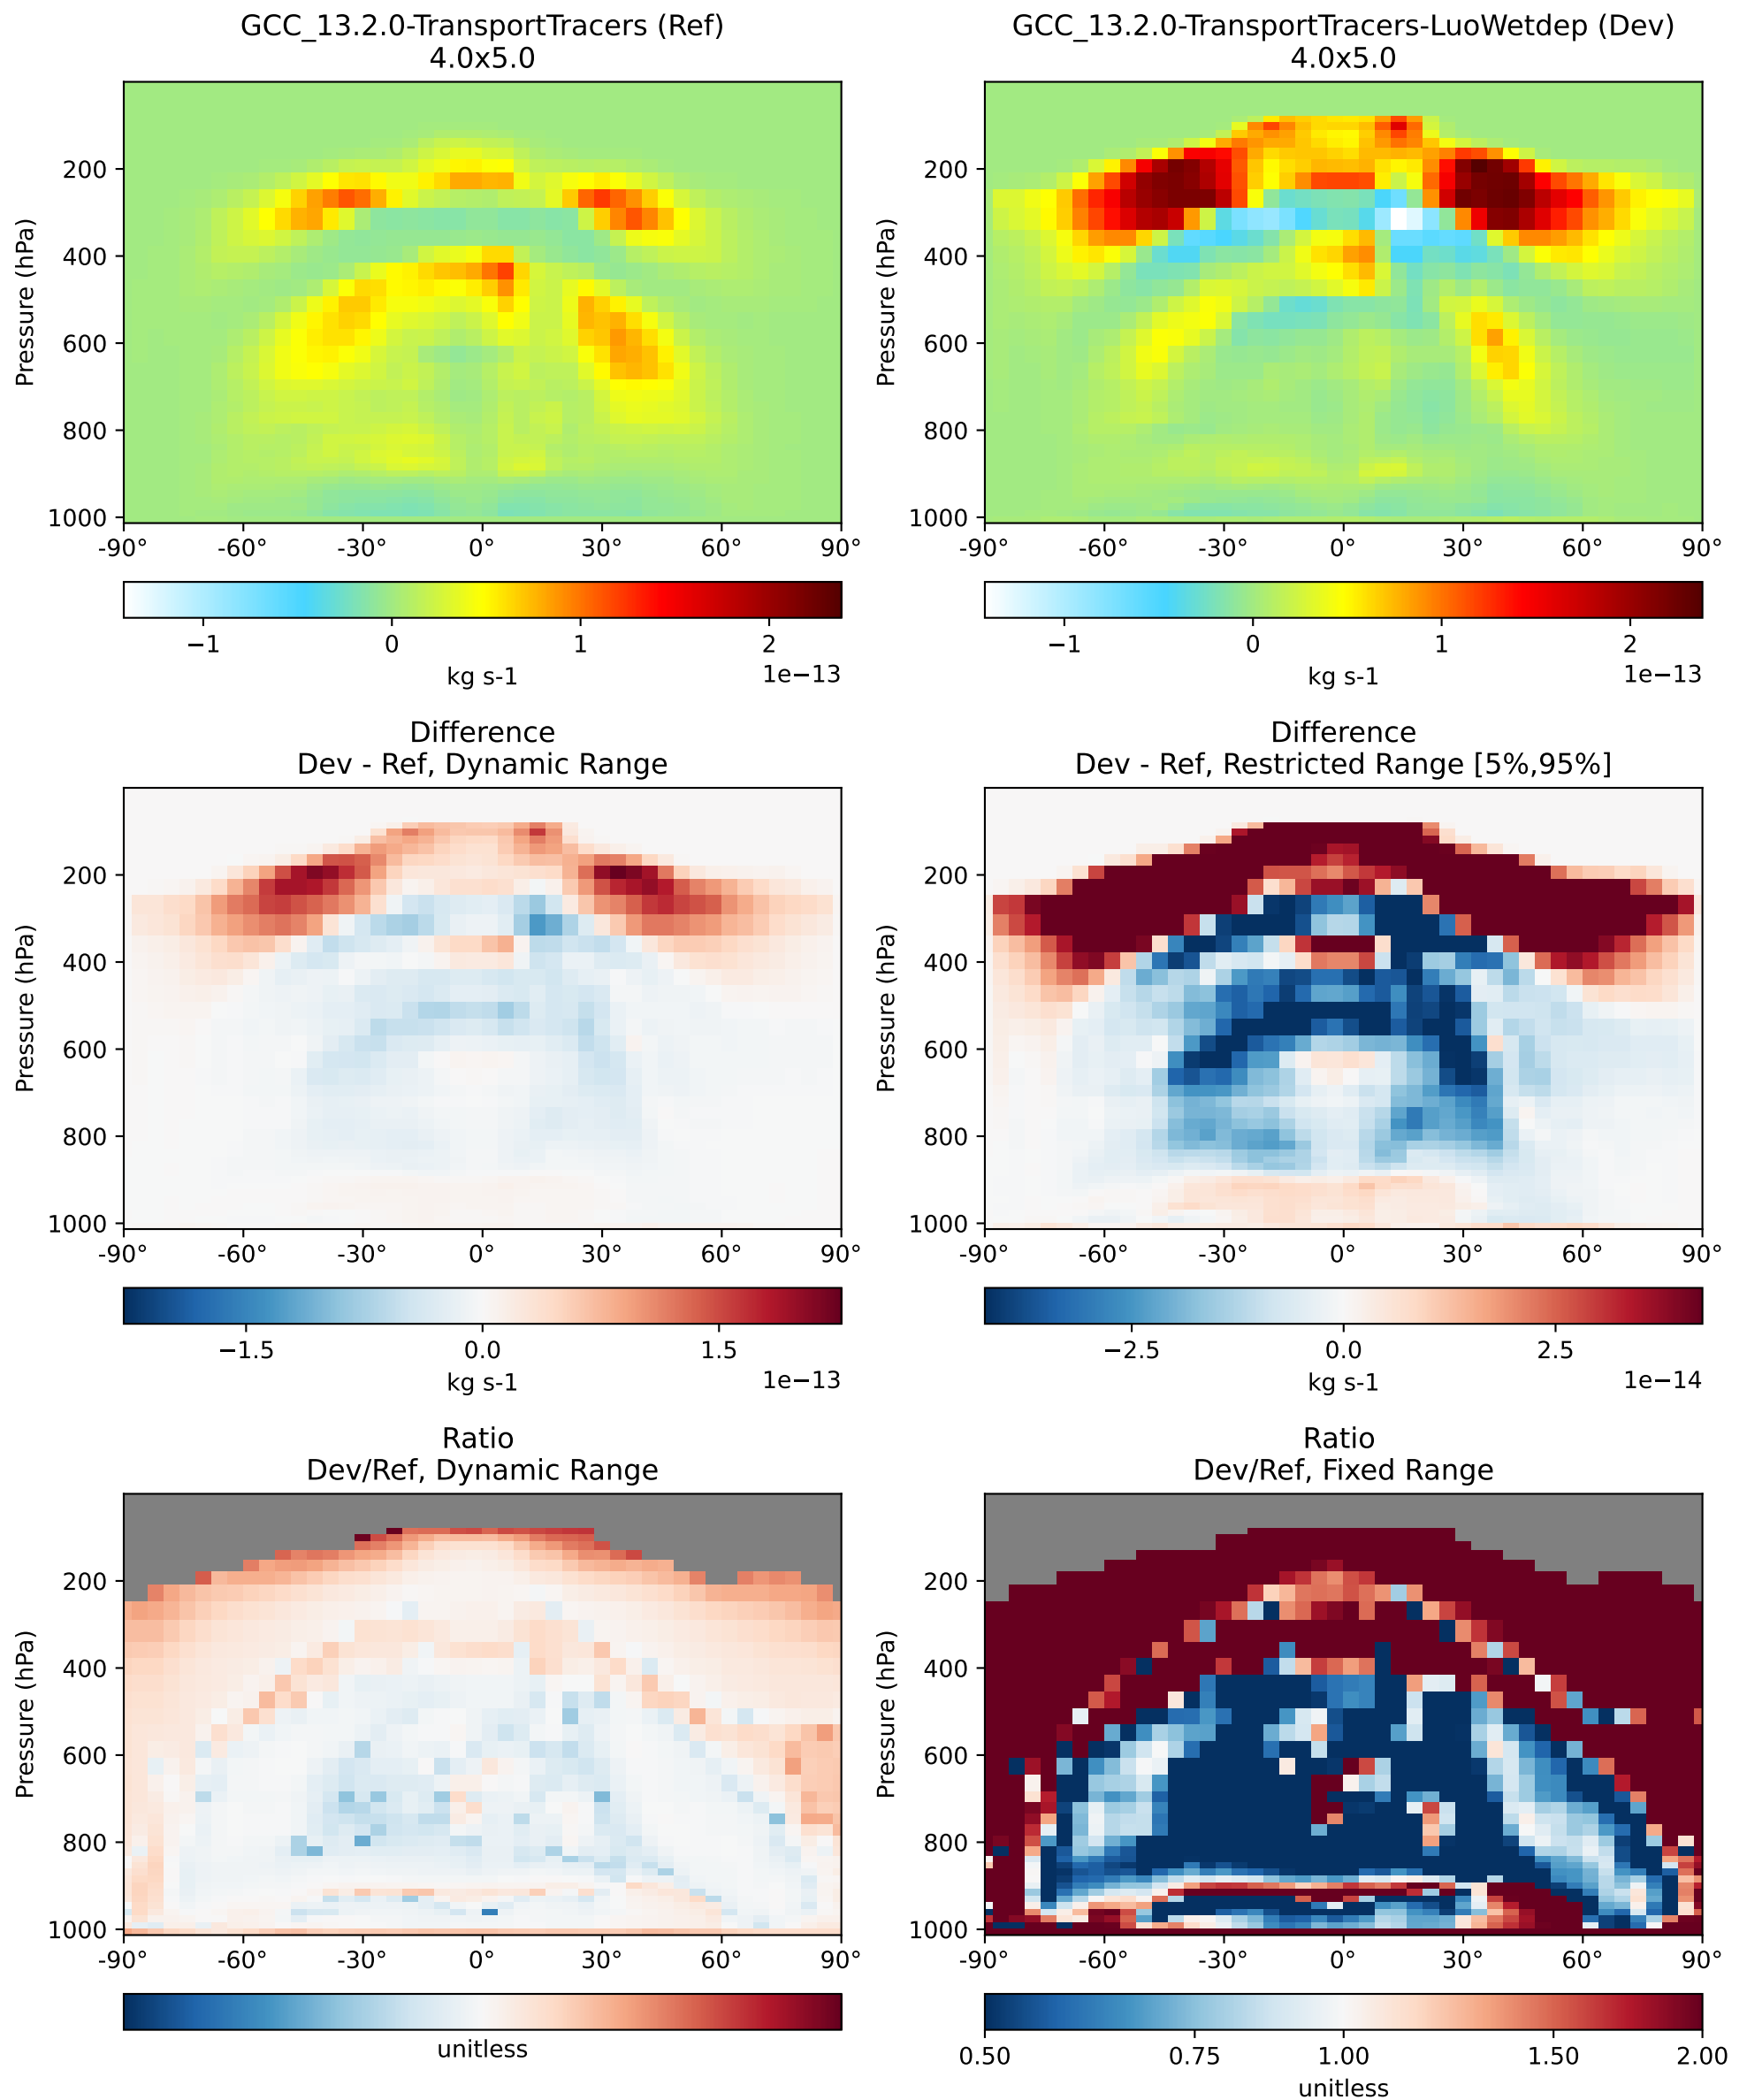 GCC_13.2.0-TransportTracers (Ref)
4.0x5.0
GCC_13.2.0-TransportTracers-LuoWetdep (Dev)
4.0x5.0
Pressure (hPa)
200
400
600
800
1000
-90° -60° -30° 0° 30° 60° 90°
−1 0 1 2
kg s-1
1e−13
Pressure (hPa)
200
400
600
800
1000
-90° -60° -30° 0° 30° 60° 90°
−1 0 1 2
kg s-1
1e−13
Difference
Dev - Ref, Dynamic Range
Difference
Dev - Ref, Restricted Range [5%,95%]
Pressure (hPa)
200
400
600
800
1000
-90° -60° -30° 0° 30° 60° 90°
−1.5 0.0 1.5
kg s-1
1e−13
Pressure (hPa)
200
400
600
800
1000
-90° -60° -30° 0° 30° 60° 90°
−2.5 0.0 2.5
kg s-1
1e−14
Ratio
Dev/Ref, Dynamic Range
Ratio
Dev/Ref, Fixed Range
Pressure (hPa)
200
400
600
800
1000
-90° -60° -30° 0° 30° 60° 90°
unitless
Pressure (hPa)
200
400
600
800
1000
-90° -60° -30° 0° 30° 60° 90°
0.50 0.75 1.00 1.50 2.00
unitless